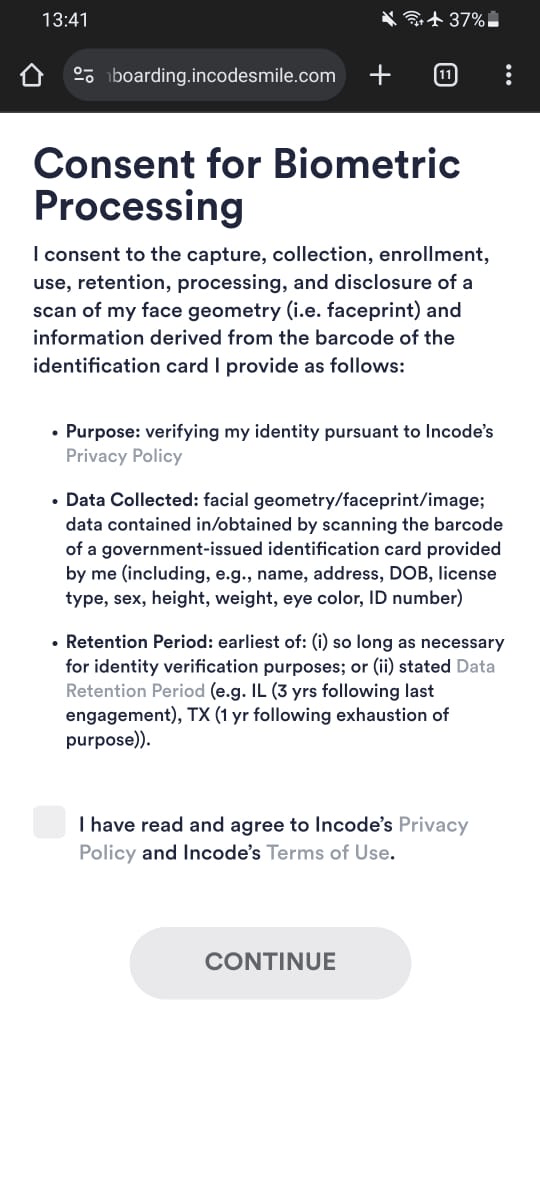 13:41
37%
boarding.incodesmile.com
11
Consent for Biometric
Processing
I consent to the capture, collection, enrollment,
use, retention, processing, and disclosure of a
scan of my face geometry (i.e. faceprint) and
information derived from the barcode of the
identification card I provide as follows:
• Purpose: verifying my identity pursuant to Incode’s
Privacy Policy
• Data Collected: facial geometry/faceprint/image;
data contained in/obtained by scanning the barcode
of a government-issued identification card provided
by me (including, e.g., name, address, DOB, license
type, sex, height, weight, eye color, ID number)
• Retention Period: earliest of: (i) so long as necessary
for identity verification purposes; or (ii) stated Data
Retention Period (e.g. IL (3 yrs following last
engagement), TX (1 yr following exhaustion of
purpose)).
I have read and agree to Incode’s Privacy
Policy and Incode’s Terms of Use.
CONTINUE